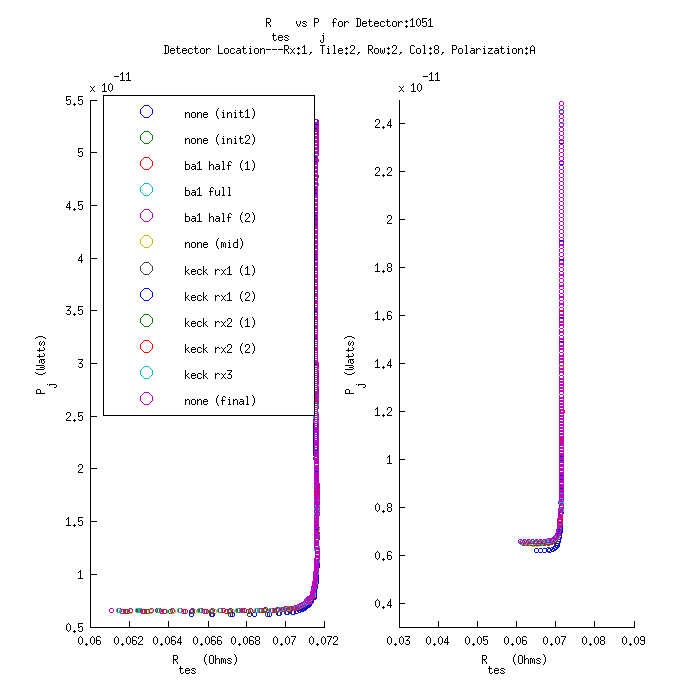 R_tes vs P_j for Detector:1051
Detector Location---Rx:1, Tile:2, Row:2, Col:8, Polarization:A
x 10^-11
5.5
5
4.5
4
3.5
3
2.5
2
1.5
1
0.5
P_j (Watts)
0.06 0.062 0.064 0.066 0.068 0.07 0.072
R_tes (Ohms)
none (init1)
none (init2)
ba1 half (1)
ba1 full
ba1 half (2)
none (mid)
keck rx1 (1)
keck rx1 (2)
keck rx2 (1)
keck rx2 (2)
keck rx3
none (final)
x 10^-11
2.4
2.2
2
1.8
1.6
1.4
1.2
1
0.8
0.6
0.4
P_j (Watts)
0.03 0.04 0.05 0.06 0.07 0.08 0.09
R_tes (Ohms)